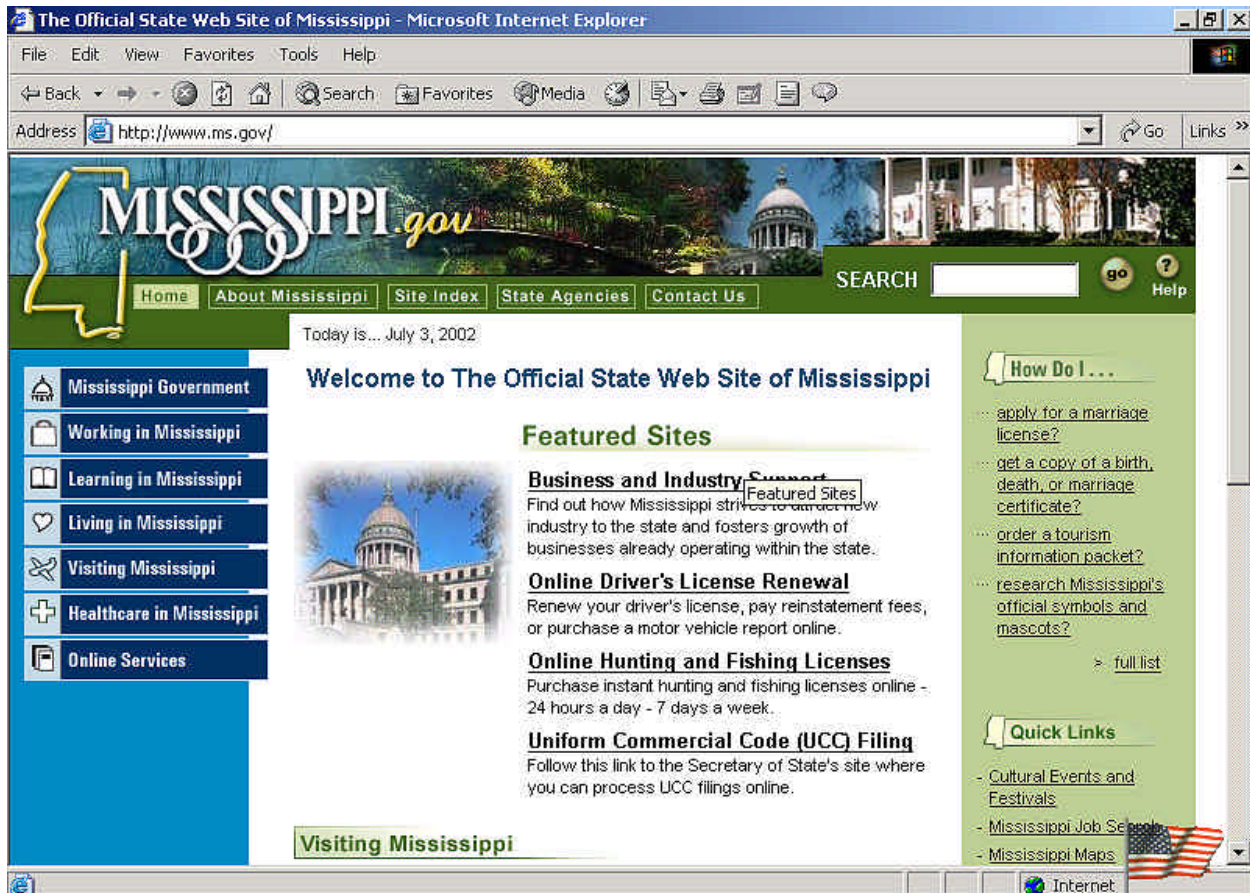 The Official State Web Site of Mississippi - Microsoft Internet Explorer
File Edit View Favorites Tools Help
Back Search Favorites Media
Address http://www.ms.gov/ Go Links »
MISSISSIPPI.gov
SEARCH go ? Help
Home About Mississippi Site Index State Agencies Contact Us
Today is... July 3, 2002
Mississippi Government
Working in Mississippi
Learning in Mississippi
Living in Mississippi
Visiting Mississippi
Healthcare in Mississippi
Online Services
Welcome to The Official State Web Site of Mississippi
Featured Sites
Business and Industry Support
Featured Sites
Find out how Mississippi strives to attract new
industry to the state and fosters growth of
businesses already operating within the state.
Online Driver's License Renewal
Renew your driver's license, pay reinstatement fees,
or purchase a motor vehicle report online.
Online Hunting and Fishing Licenses
Purchase instant hunting and fishing licenses online -
24 hours a day - 7 days a week.
Uniform Commercial Code (UCC) Filing
Follow this link to the Secretary of State's site where
you can process UCC filings online.
Visiting Mississippi
How Do I . . .
··· apply for a marriage
license?
··· get a copy of a birth,
death, or marriage
certificate?
··· order a tourism
information packet?
··· research Mississippi's
official symbols and
mascots?
> full list
Quick Links
- Cultural Events and
Festivals
- Mississippi Job Search
- Mississippi Maps
Internet